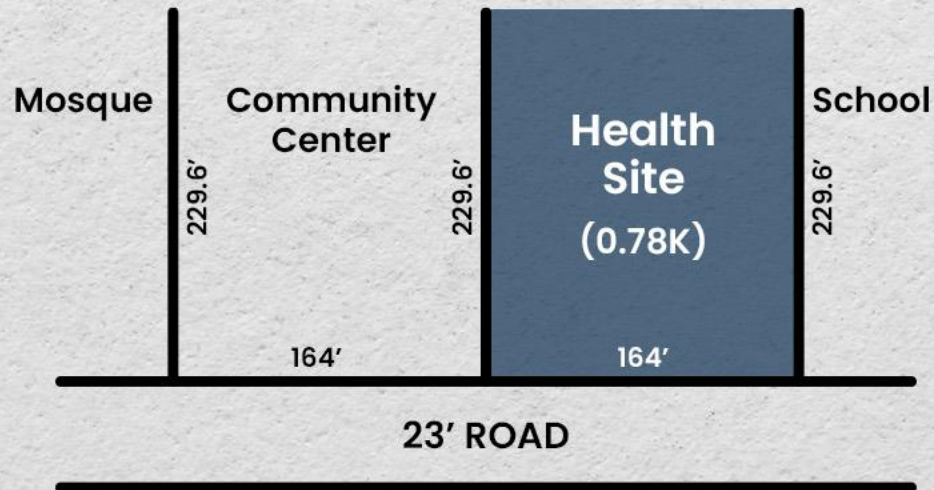 Mosque
Community
Center
Health
Site
(0.78K)
School
229.6′
229.6′
229.6′
164′
164′
23′ ROAD